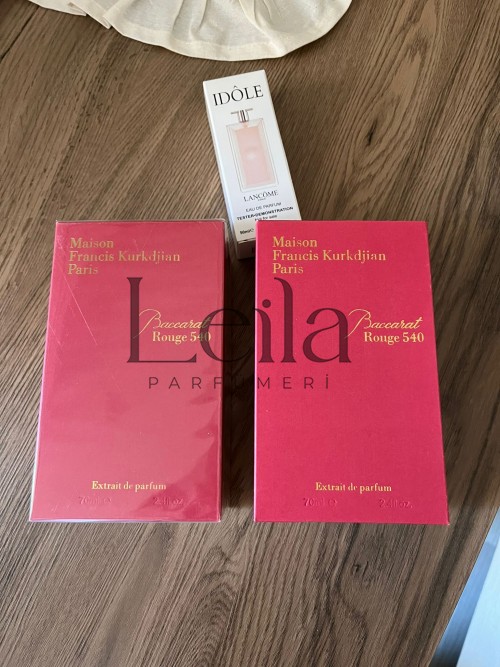 IDÔLE
LANCÔME
EAU DE PARFUM
TESTER-DEMONSTRATION
Maison
Francis Kurkdjian
Paris
Baccarat
Rouge 540
Extrait de parfum
Maison
Francis Kurkdjian
Paris
Baccarat
Rouge 540
Extrait de parfum
Leila
PARFÜMERİ